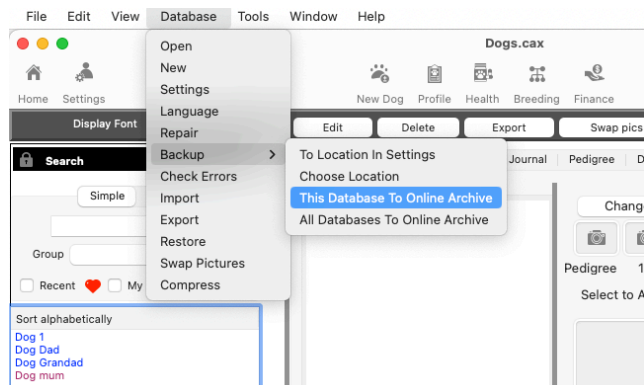 File Edit View Database Tools Window Help
Dogs.cax
Home Settings New Dog Profile Health Breeding Finance
Display Font Edit Delete Export Swap pics
Open
New
Settings
Language
Repair
Backup
Check Errors
Import
Export
Restore
Swap Pictures
Compress
To Location In Settings
Choose Location
This Database To Online Archive
All Databases To Online Archive
Search
Journal Pedigree
Simple
Group
Recent My
Sort alphabetically
Dog 1
Dog Dad
Dog Grandad
Dog mum
Chang
Pedigree 1
Select to A